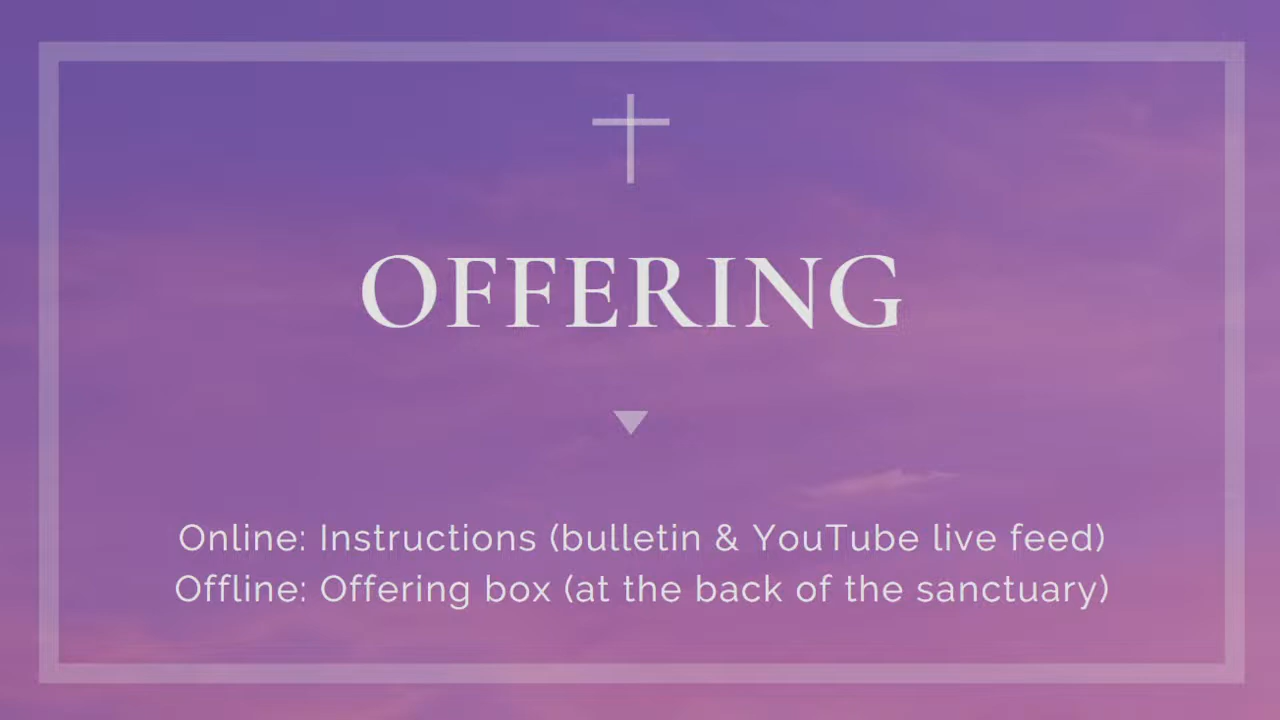 OFFERING
Online: Instructions (bulletin & YouTube live feed)
Offline: Offering box (at the back of the sanctuary)